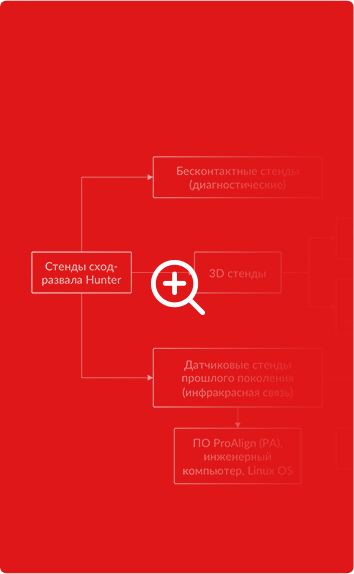 Бесконтактные стенды
(диагностические)
Стенды сход-
развала Hunter
3D стенды
Датчиковые стенды
прошлого поколения
(инфракрасная связь)
ПО ProAlign (PA),
инженерный
компьютер, Linux OS